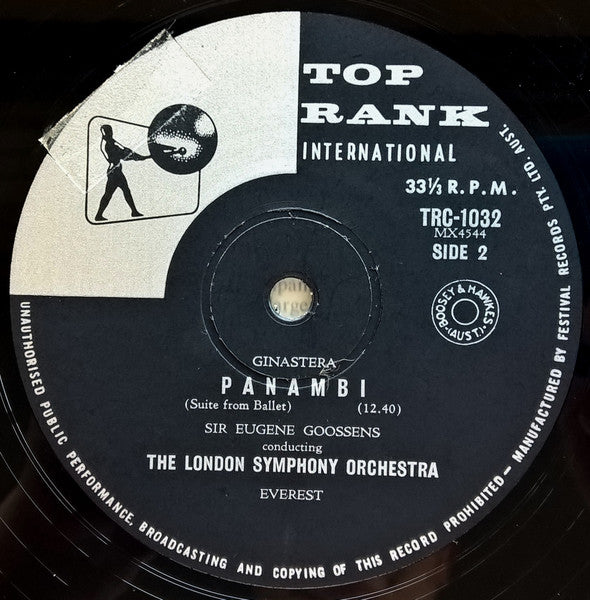 TOP
RANK
INTERNATIONAL
33⅓ R.P.M.
TRC-1032
MX4544
SIDE 2
BOOSEY & HAWKES
(AUST.)
GINASTERA
PANAMBI
(Suite from Ballet) (12.40)
SIR EUGENE GOOSSENS
conducting
THE LONDON SYMPHONY ORCHESTRA
EVEREST
UNAUTHORISED PUBLIC PERFORMANCE, BROADCASTING AND COPYING OF THIS RECORD PROHIBITED — MANUFACTURED BY FESTIVAL RECORDS PTY. LTD. AUST.